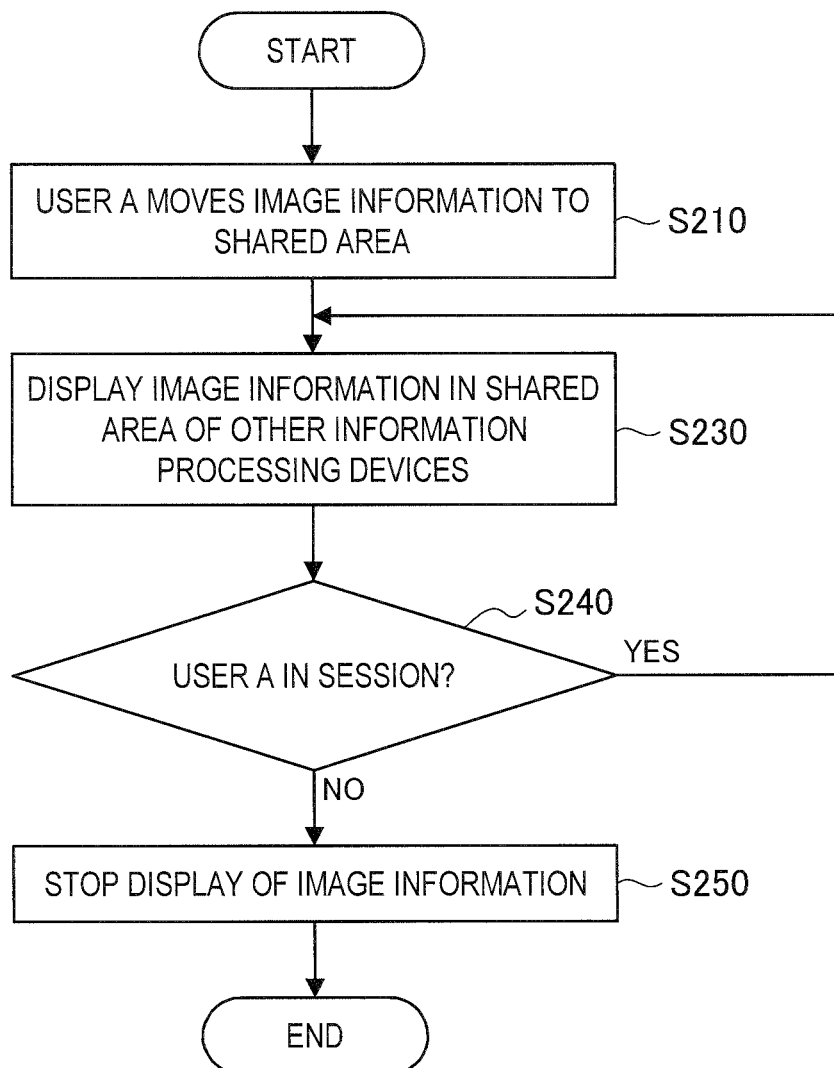 START
USER A MOVES IMAGE INFORMATION TO
SHARED AREA
S210
DISPLAY IMAGE INFORMATION IN SHARED
AREA OF OTHER INFORMATION
PROCESSING DEVICES
S230
S240
USER A IN SESSION?
YES
NO
STOP DISPLAY OF IMAGE INFORMATION
S250
END